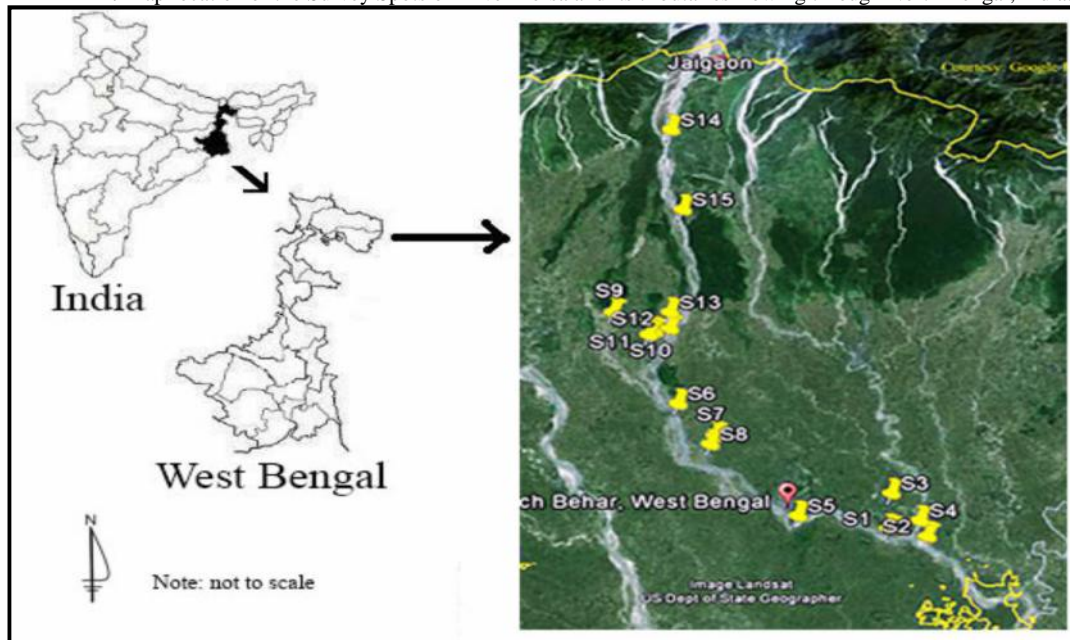 India
West Bengal
N
Note: not to scale
Jaigaon
Courtesy: Google
S14
S15
S9
S13
S12
S11
S10
S6
S7
S8
S3
ch Behar, West Bengal
S5
S1
S2
S4
Image Landsat
US Dept of State Geographer